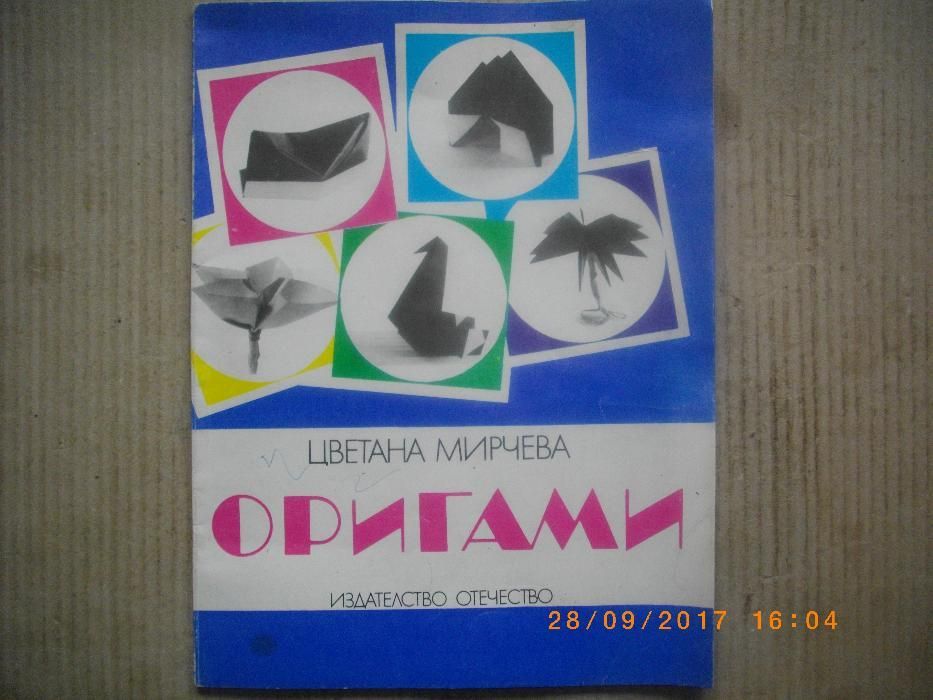 ЦВЕТАНА МИРЧЕВА
ОРИГАМИ
ИЗДАТЕЛСТВО ОТЕЧЕСТВО
28/09/2017 16:04